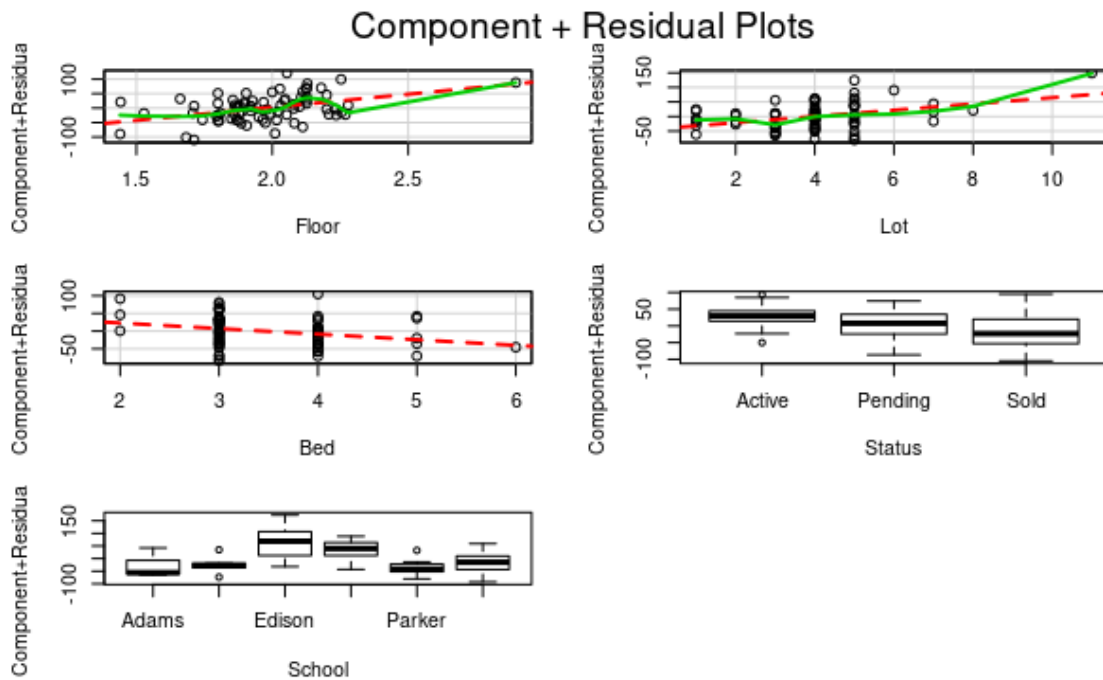 Component + Residual Plots
Component+Residua
100
-100
1.5 2.0 2.5
Floor
Component+Residua
150
-50
2 4 6 8 10
Lot
Component+Residua
100
-50
2 3 4 5 6
Bed
Component+Residua
50
-100
Active Pending Sold
Status
Component+Residua
150
-100
Adams Edison Parker
School